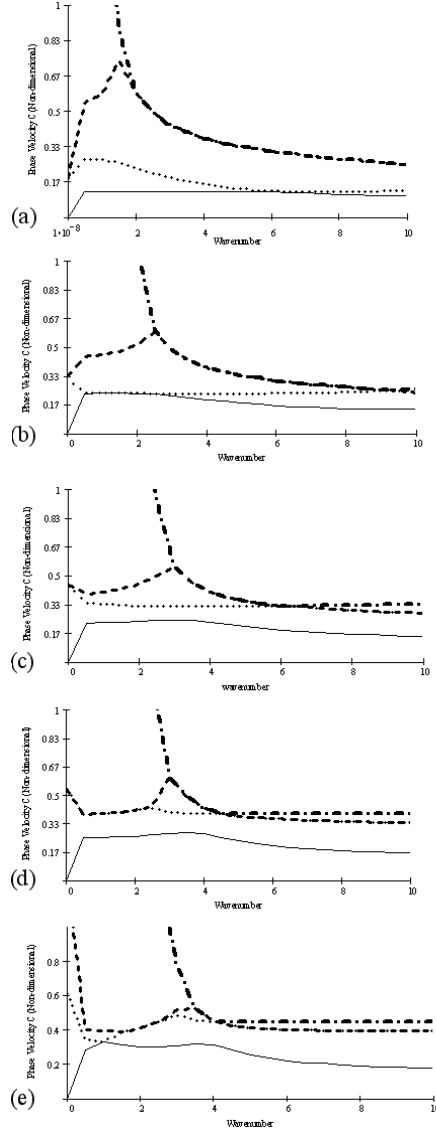 1
0.83
0.67
0.5
0.33
0.17
Phase Velocity C (Non-dimensional)
(a)
1•10⁻⁸ 2 4 6 8 10
Wavenumber
1
0.83
0.67
0.5
0.33
0.17
Phase Velocity C (Non-dimensional)
(b)
0 2 4 6 8 10
Wavenumber
1
0.83
0.67
0.5
0.33
0.17
Phase Velocity C (Non-dimensional)
(c)
0 2 4 6 8 10
wavenumber
1
0.83
0.67
0.5
0.33
0.17
Phase Velocity C (Non-dimensional)
(d)
0 2 4 6 8 10
Wavenumber
0.8
0.6
0.4
0.2
Phase Velocity C (Non-dimensional)
(e)
0 2 4 6 8 10
Wavenumber